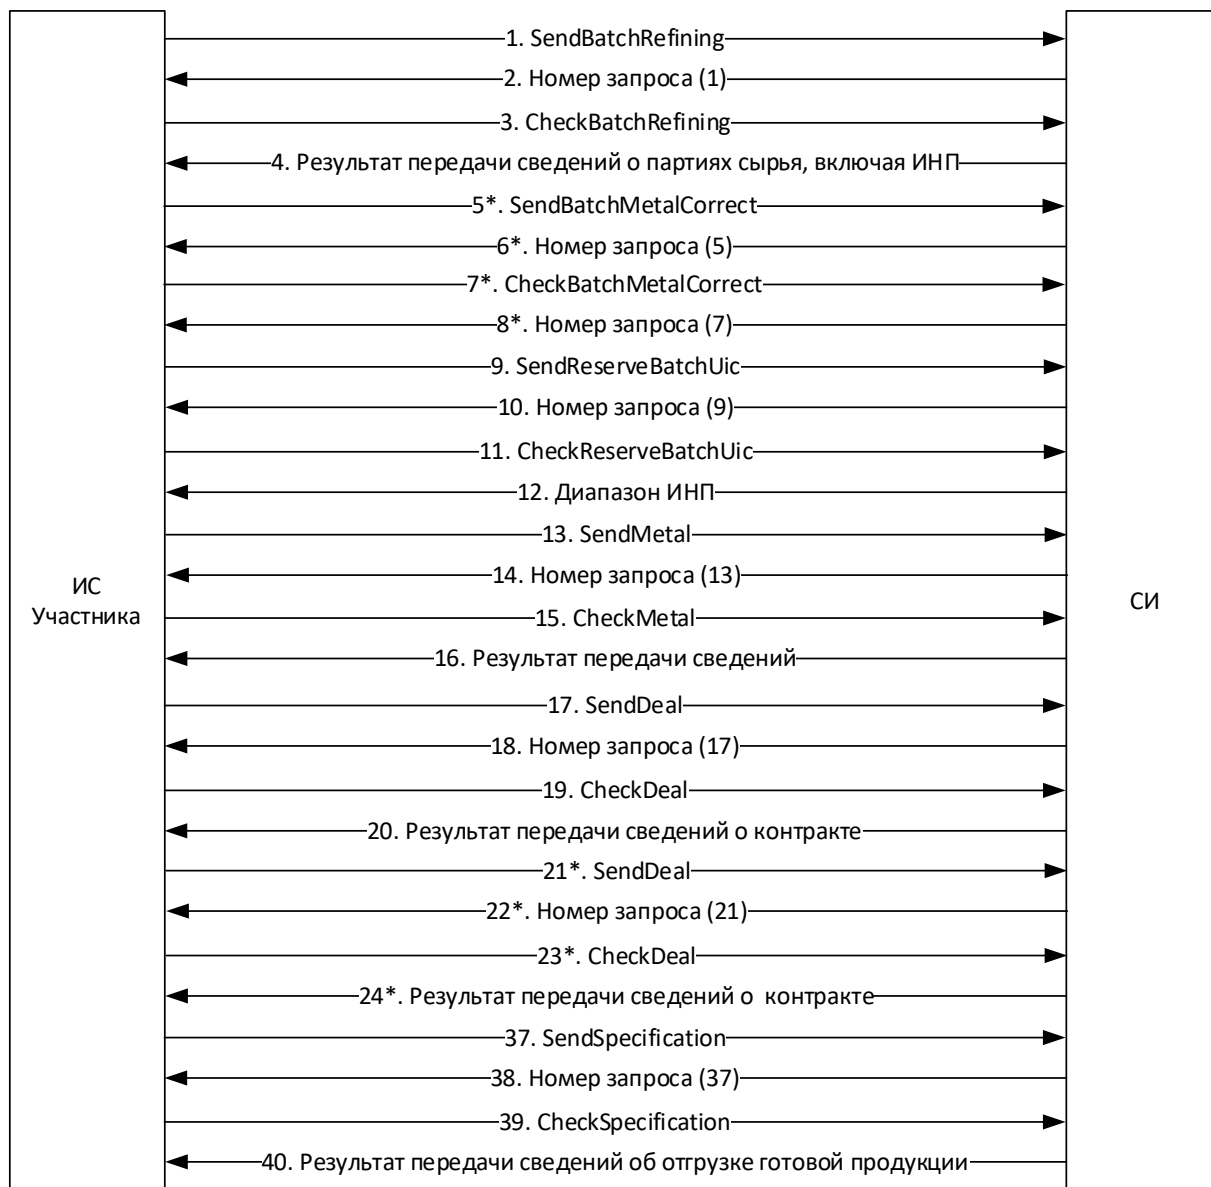 1. SendBatchRefining
2. Номер запроса (1)
3. CheckBatchRefining
4. Результат передачи сведений о партиях сырья, включая ИНП
5*. SendBatchMetalCorrect
6*. Номер запроса (5)
7*. CheckBatchMetalCorrect
8*. Номер запроса (7)
9. SendReserveBatchUic
10. Номер запроса (9)
11. CheckReserveBatchUic
12. Диапазон ИНП
13. SendMetal
14. Номер запроса (13)
ИС
Участника
СИ
15. CheckMetal
16. Результат передачи сведений
17. SendDeal
18. Номер запроса (17)
19. CheckDeal
20. Результат передачи сведений о контракте
21*. SendDeal
22*. Номер запроса (21)
23*. CheckDeal
24*. Результат передачи сведений о  контракте
37. SendSpecification
38. Номер запроса (37)
39. CheckSpecification
40. Результат передачи сведений об отгрузке готовой продукции